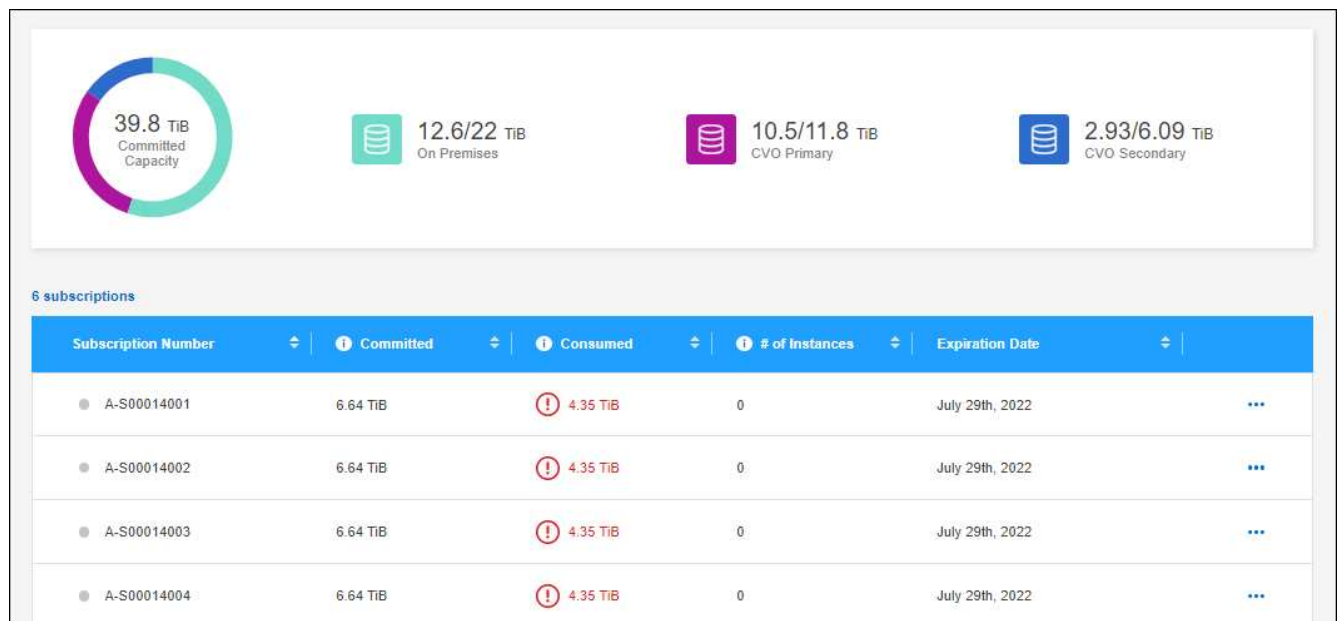 39.8 TiB
Committed
Capacity
12.6/22 TiB
On Premises
10.5/11.8 TiB
CVO Primary
2.93/6.09 TiB
CVO Secondary
6 subscriptions
Subscription Number Committed Consumed # of Instances Expiration Date
A-S00014001 6.64 TiB 4.35 TiB 0 July 29th, 2022
A-S00014002 6.64 TiB 4.35 TiB 0 July 29th, 2022
A-S00014003 6.64 TiB 4.35 TiB 0 July 29th, 2022
A-S00014004 6.64 TiB 4.35 TiB 0 July 29th, 2022